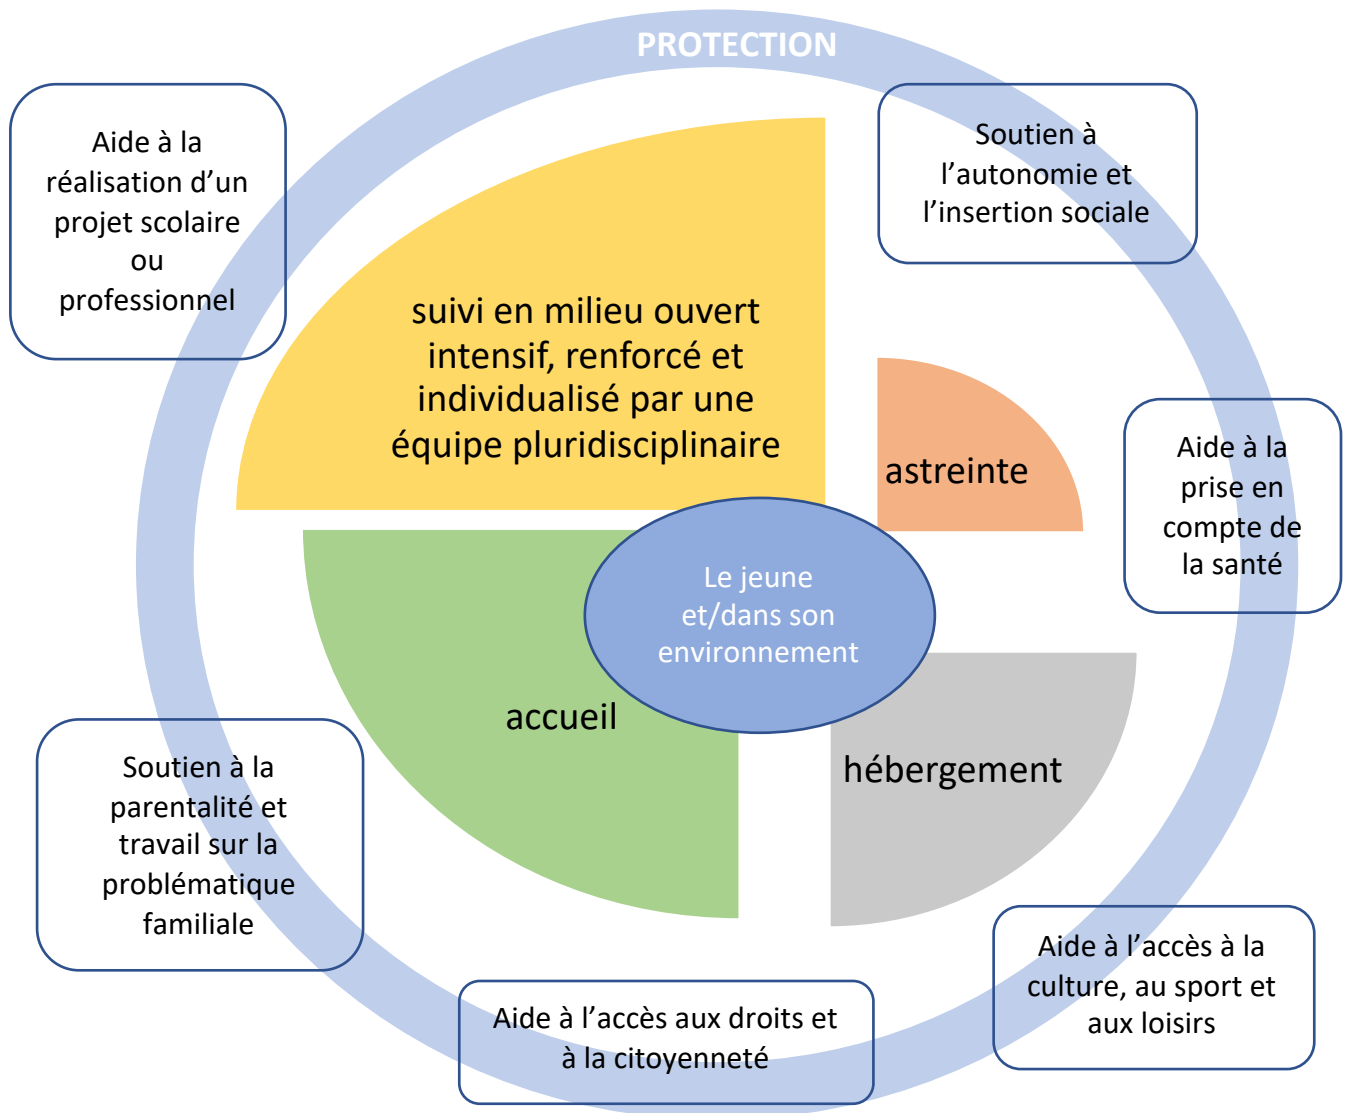 PROTECTION
Aide à la
réalisation d’un
projet scolaire
ou
professionnel
Soutien à
l’autonomie et
l’insertion sociale
suivi en milieu ouvert
intensif, renforcé et
individualisé par une
équipe pluridisciplinaire
astreinte
Aide à la
prise en
compte de
la santé
Le jeune
et/dans son
environnement
accueil
hébergement
Soutien à la
parentalité et
travail sur la
problématique
familiale
Aide à l’accès à la
culture, au sport et
aux loisirs
Aide à l’accès aux droits et
à la citoyenneté